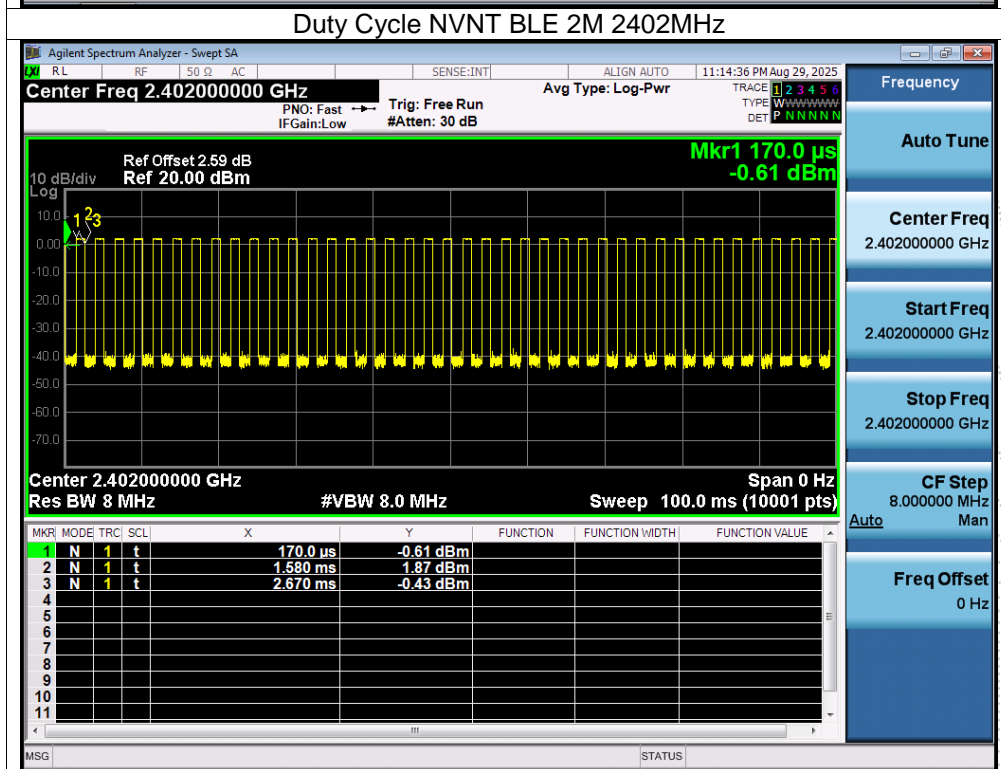 Duty Cycle NVNT BLE 2M 2402MHz
Agilent Spectrum Analyzer - Swept SA
LXI RL RF 50 Ω AC SENSE:INT ALIGN AUTO 11:14:36 PM Aug 29, 2025
Center Freq 2.402000000 GHz
PNO: Fast
IFGain:Low
Trig: Free Run
#Atten: 30 dB
Avg Type: Log-Pwr
TRACE 1 2 3 4 5 6
TYPE WWWWWW
DET P N N N N N
Mkr1 170.0 µs
-0.61 dBm
Ref Offset 2.59 dB
10 dB/div Ref 20.00 dBm
Log
10.0
0.00
-10.0
-20.0
-30.0
-40.0
-50.0
-60.0
-70.0
1 2 3
Center 2.402000000 GHz Span 0 Hz
Res BW 8 MHz #VBW 8.0 MHz Sweep 100.0 ms (10001 pts)
MKR MODE TRC SCL X Y FUNCTION FUNCTION WIDTH FUNCTION VALUE
1 N 1 t 170.0 µs -0.61 dBm
2 N 1 t 1.580 ms 1.87 dBm
3 N 1 t 2.670 ms -0.43 dBm
4
5
6
7
8
9
10
11
MSG STATUS
Frequency
Auto Tune
Center Freq
2.402000000 GHz
Start Freq
2.402000000 GHz
Stop Freq
2.402000000 GHz
CF Step
8.000000 MHz
Auto Man
Freq Offset
0 Hz